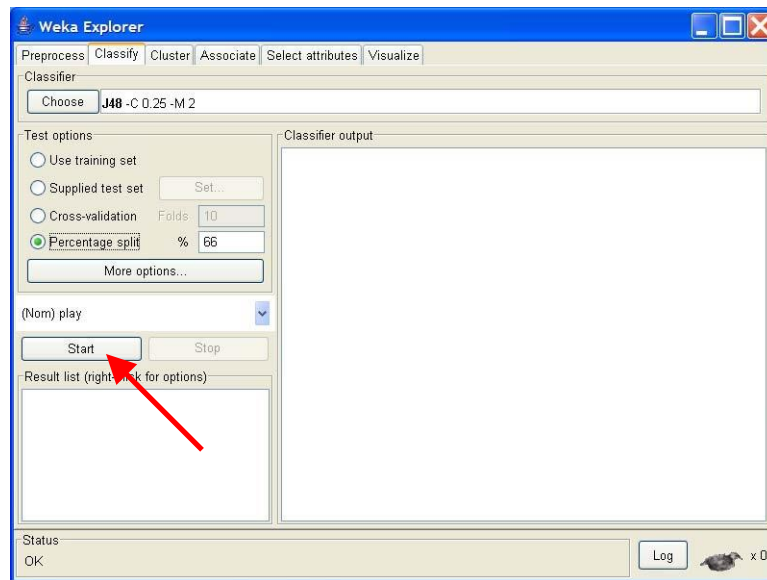 Weka Explorer
Preprocess Classify Cluster Associate Select attributes Visualize
Classifier
Choose J48 -C 0.25 -M 2
Test options
Use training set
Supplied test set Set...
Cross-validation Folds 10
Percentage split % 66
More options...
(Nom) play
Start Stop
Result list (right-click for options)
Classifier output
Status
OK
Log x 0